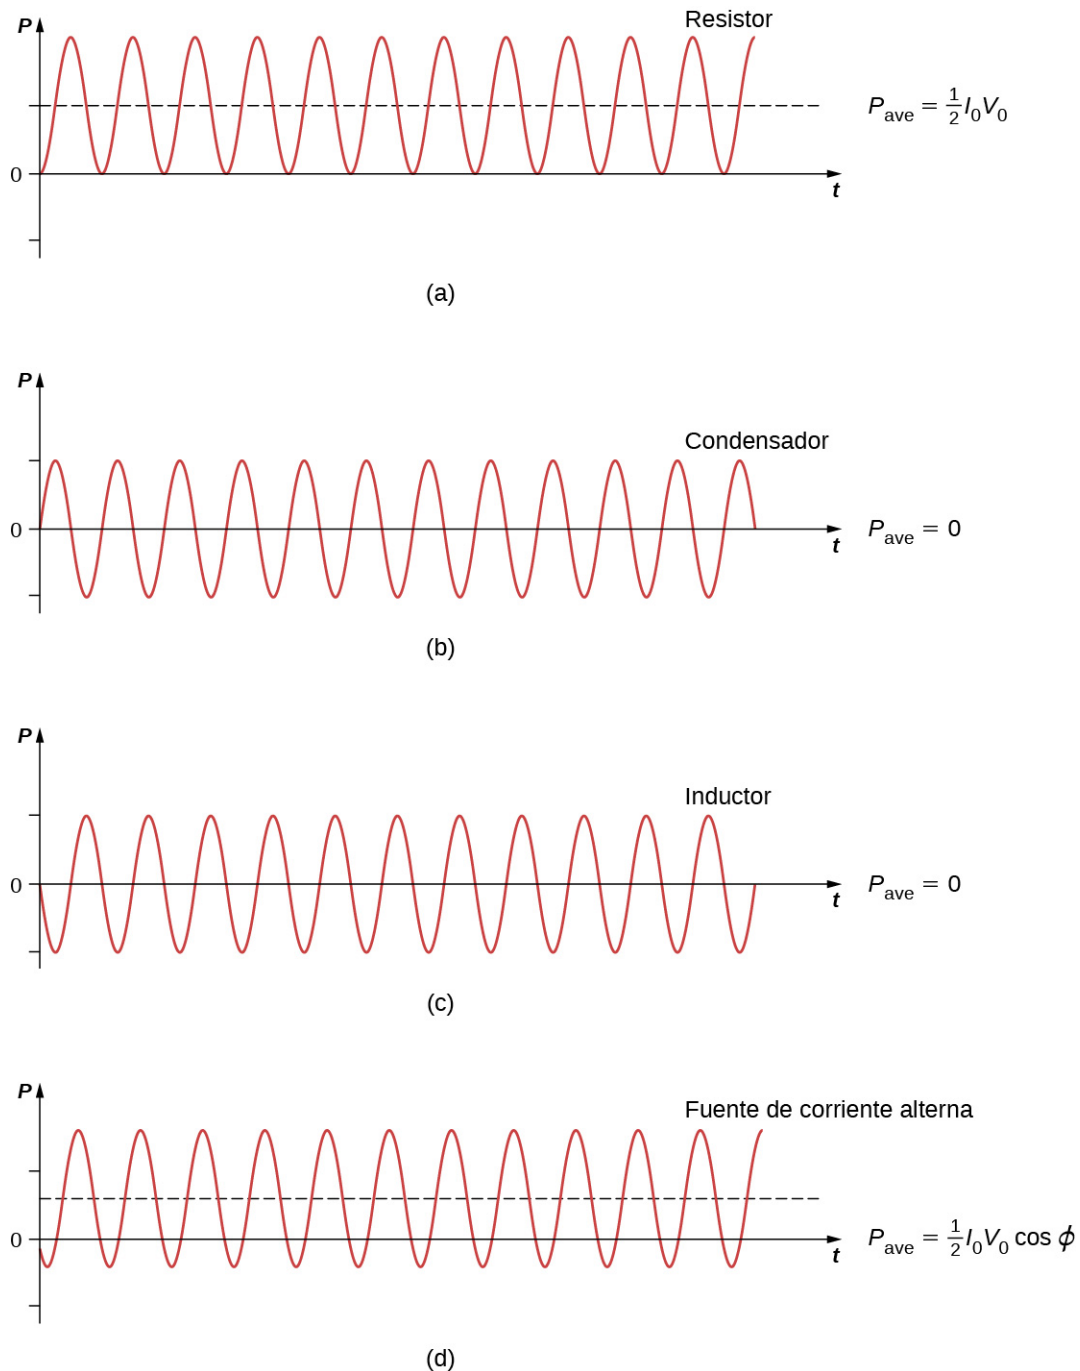 P
Resistor
P_ave = 1/2 I_0V_0
0
t
(a)
P
Condensador
0
t
P_ave = 0
(b)
P
Inductor
0
t
P_ave = 0
(c)
P
Fuente de corriente alterna
0
t
P_ave = 1/2 I_0V_0 cos ϕ
(d)